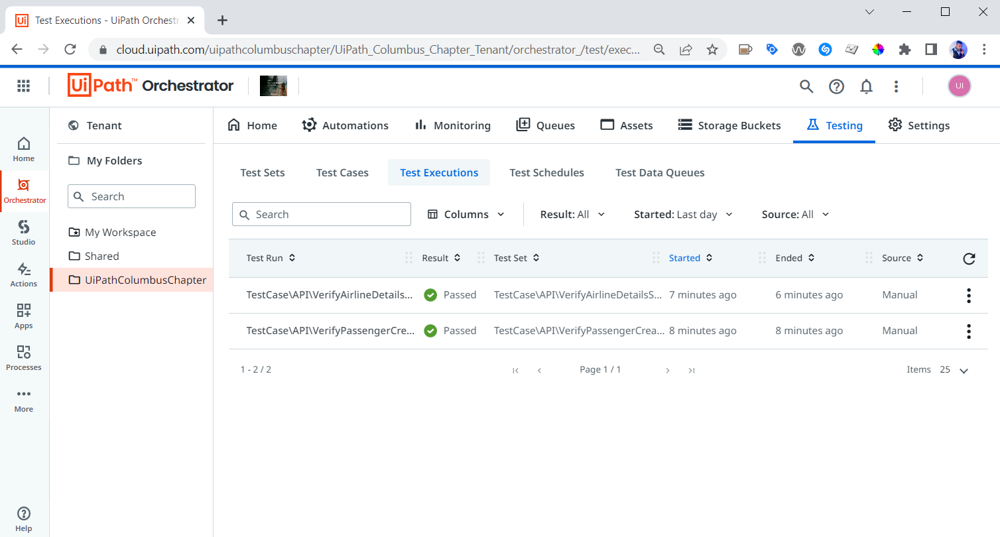 Test Executions - UiPath Orchestr
cloud.uipath.com/uipathcolumbuschapter/UiPath_Columbus_Chapter_Tenant/orchestrator_/test/exec...
UiPath™ Orchestrator
UI
Home
Orchestrator
Studio
Actions
Apps
Processes
More
Help
Tenant
My Folders
Search
My Workspace
Shared
UiPathColumbusChapter
Home Automations Monitoring Queues Assets Storage Buckets Testing Settings
Test Sets Test Cases Test Executions Test Schedules Test Data Queues
Search Columns Result: All Started: Last day Source: All
Test Run Result Test Set Started Ended Source
TestCase\API\VerifyAirlineDetails... Passed TestCase\API\VerifyAirlineDetailsS... 7 minutes ago 6 minutes ago Manual
TestCase\API\VerifyPassengerCre... Passed TestCase\API\VerifyPassengerCrea... 8 minutes ago 8 minutes ago Manual
1 - 2 / 2 Page 1 / 1 Items 25